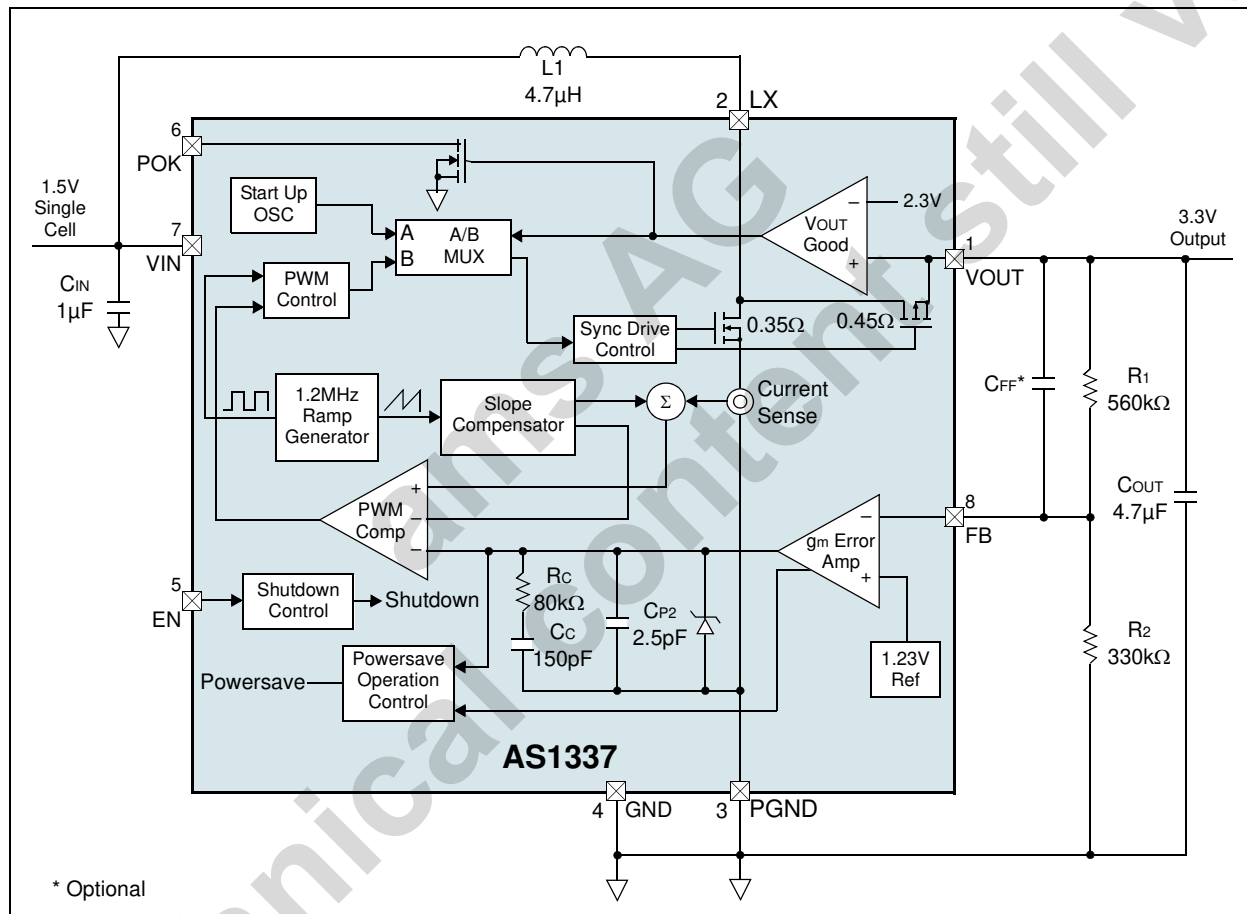 L1
4.7µH
2 LX
6
POK
1.5V
Single
Cell
7
VIN
CIN
1µF
Start Up
OSC
A
B
A/B
MUX
PWM
Control
VOUT
Good
−
+
2.3V
1
VOUT
3.3V
Output
Sync Drive
Control
0.35Ω
0.45Ω
1.2MHz
Ramp
Generator
Slope
Compensator
Σ
Current
Sense
CFF*
R1
560kΩ
COUT
4.7µF
PWM
Comp
+
−
−
gm Error
Amp
−
+
8
FB
5
EN
Shutdown
Control
Shutdown
RC
80kΩ
CC
150pF
CP2
2.5pF
1.23V
Ref
R2
330kΩ
Powersave
Powersave
Operation
Control
AS1337
4 GND
3 PGND
* Optional
ams AG
nical content still v